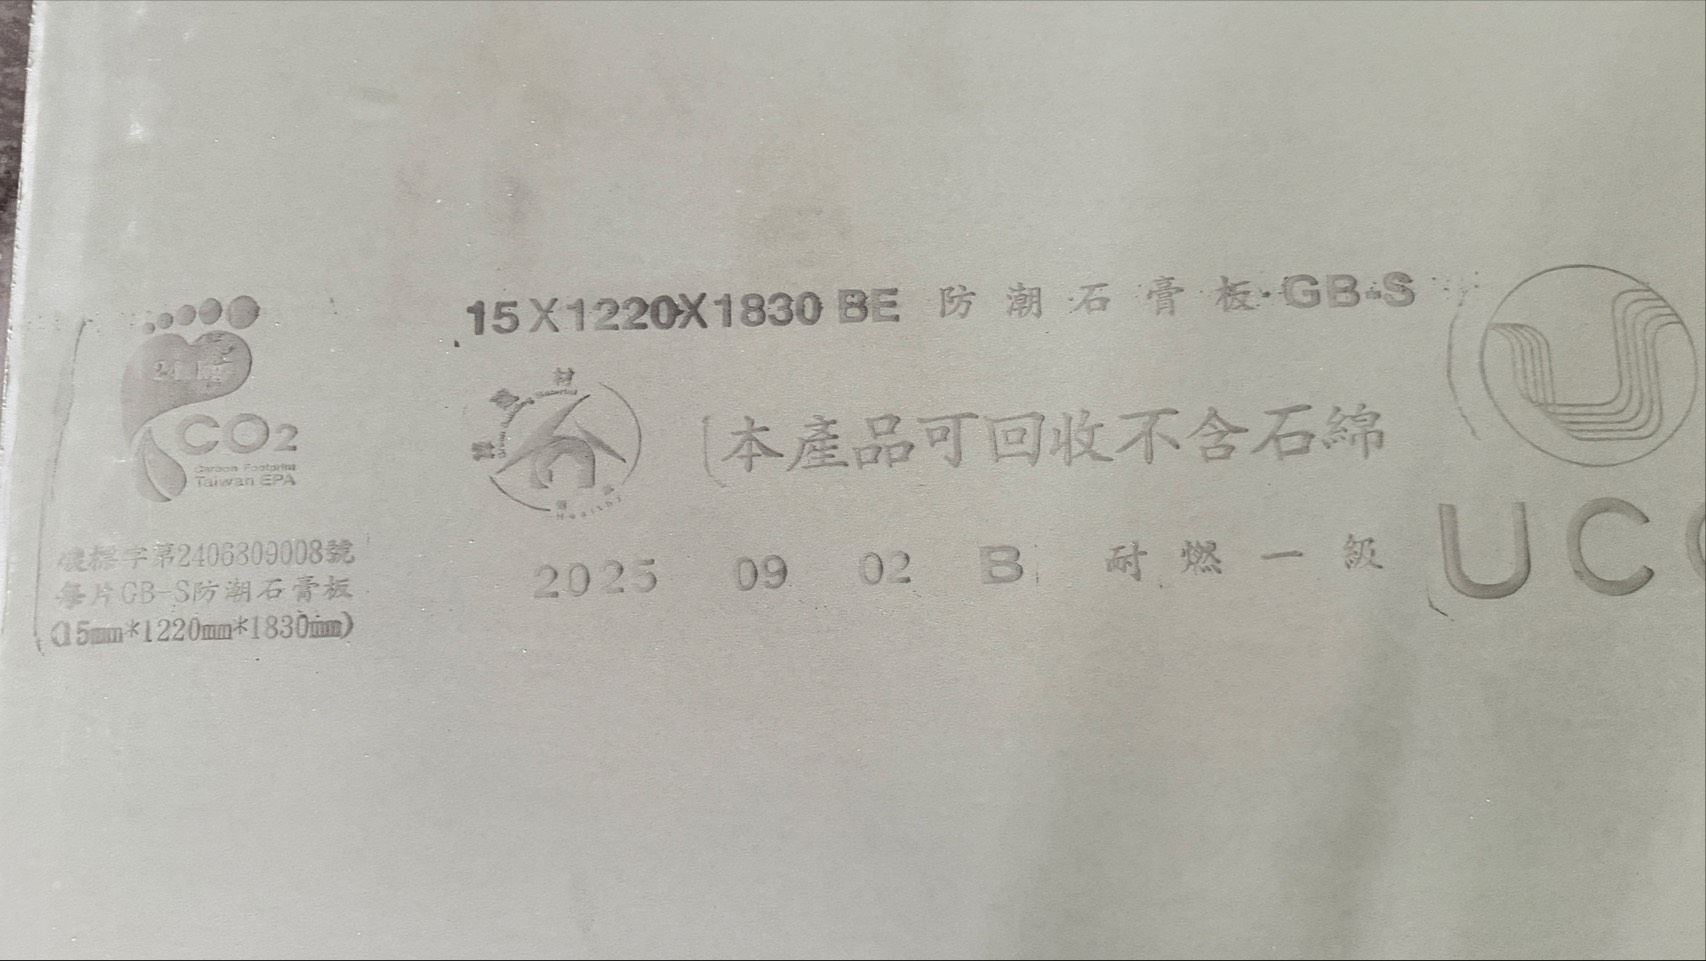 15X1220X1830 BE 防潮石膏板 GB-S
CO2
Carbon Footprint
Taiwan EPA
碳標字第2406309008號
每片GB-S防潮石膏板
(15mm*1220mm*1830mm)
Healthy
本產品可回收不含石綿
2025 09 02 B 耐燃一級
UC